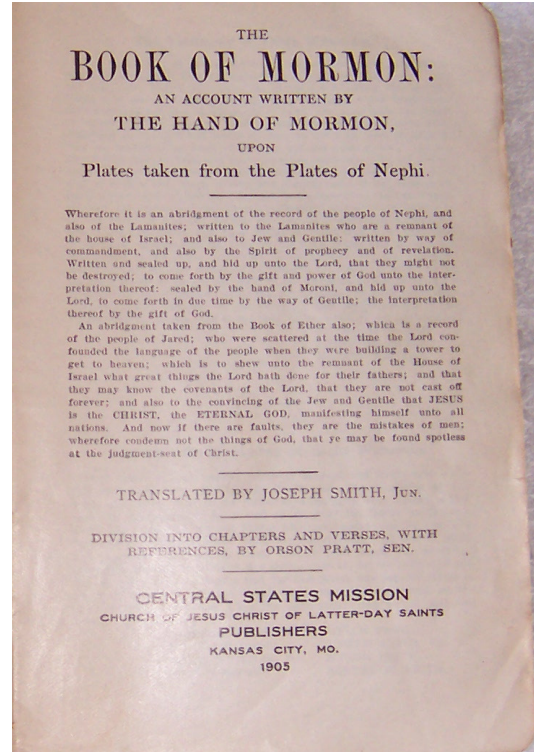 THE
BOOK OF MORMON:
AN ACCOUNT WRITTEN BY
THE HAND OF MORMON,
UPON
Plates taken from the Plates of Nephi.
Wherefore it is an abridgment of the record of the people of Nephi, and
also of the Lamanites; written to the Lamanites who are a remnant of
the house of Israel; and also to Jew and Gentile: written by way of
commandment, and also by the Spirit of prophecy and of revelation.
Written and sealed up, and hid up unto the Lord, that they might not
be destroyed; to come forth by the gift and power of God unto the inter-
pretation thereof: sealed by the hand of Moroni, and hid up unto the
Lord, to come forth in due time by the way of Gentile; the interpretation
thereof by the gift of God.
An abridgment taken from the Book of Ether also; which is a record
of the people of Jared; who were scattered at the time the Lord con-
founded the language of the people when they were building a tower to
get to heaven; which is to shew unto the remnant of the House of
Israel what great things the Lord hath done for their fathers; and that
they may know the covenants of the Lord, that they are not cast off
forever; and also to the convincing of the Jew and Gentile that JESUS
is the CHRIST, the ETERNAL GOD, manifesting himself unto all
nations. And now if there are faults, they are the mistakes of men;
wherefore condemn not the things of God, that ye may be found spotless
at the judgment-seat of Christ.
TRANSLATED BY JOSEPH SMITH, JUN.
DIVISION INTO CHAPTERS AND VERSES, WITH
REFERENCES, BY ORSON PRATT, SEN.
CENTRAL STATES MISSION
CHURCH OF JESUS CHRIST OF LATTER-DAY SAINTS
PUBLISHERS
KANSAS CITY, MO.
1905